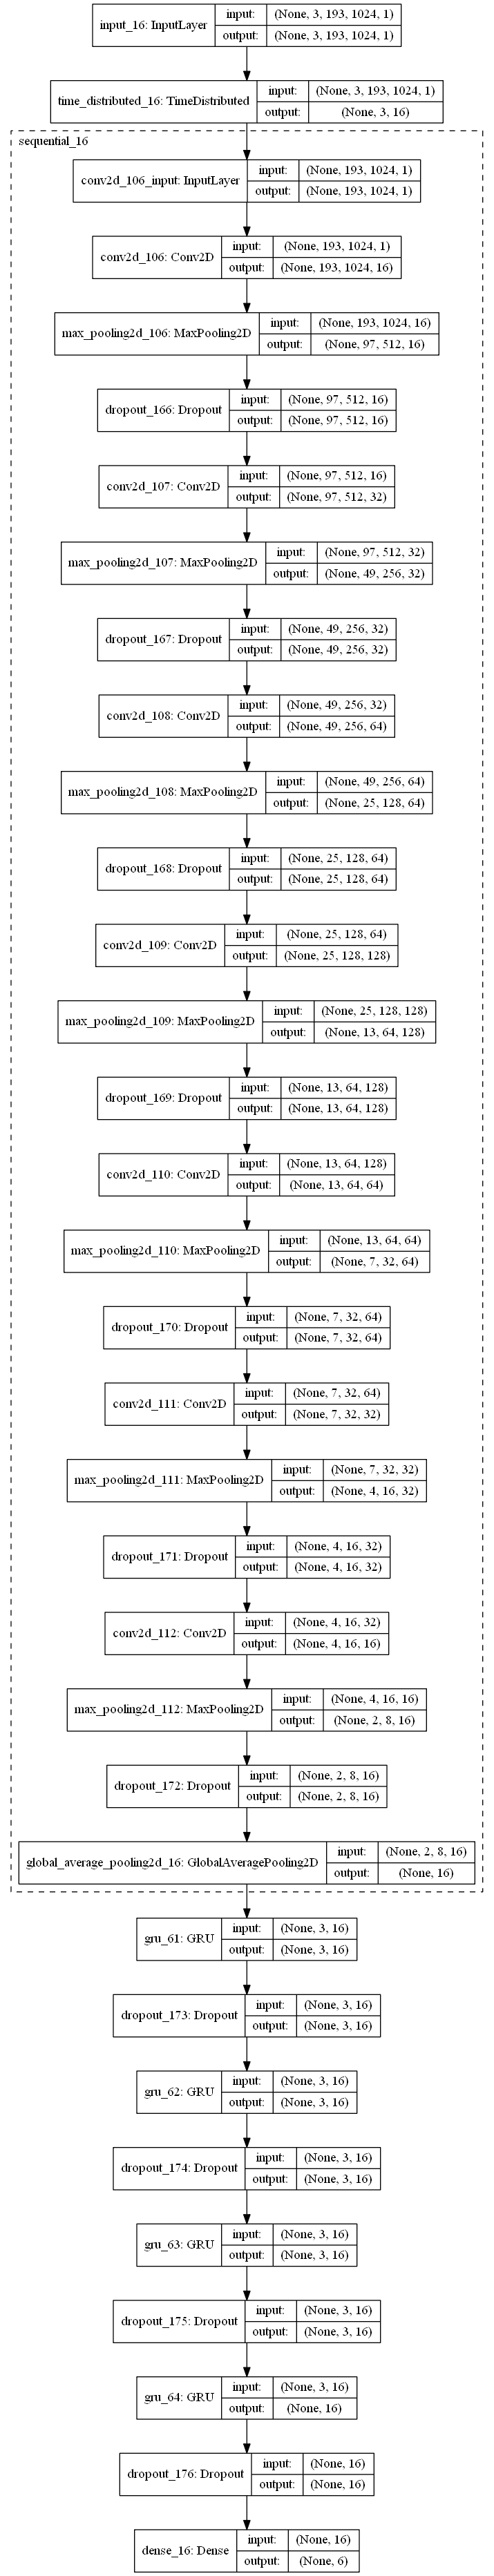 input_16: InputLayer
input: (None, 3, 193, 1024, 1)
output: (None, 3, 193, 1024, 1)
time_distributed_16: TimeDistributed
input: (None, 3, 193, 1024, 1)
output: (None, 3, 16)
sequential_16
conv2d_106_input: InputLayer
input: (None, 193, 1024, 1)
output: (None, 193, 1024, 1)
conv2d_106: Conv2D
input: (None, 193, 1024, 1)
output: (None, 193, 1024, 16)
max_pooling2d_106: MaxPooling2D
input: (None, 193, 1024, 16)
output: (None, 97, 512, 16)
dropout_166: Dropout
input: (None, 97, 512, 16)
output: (None, 97, 512, 16)
conv2d_107: Conv2D
input: (None, 97, 512, 16)
output: (None, 97, 512, 32)
max_pooling2d_107: MaxPooling2D
input: (None, 97, 512, 32)
output: (None, 49, 256, 32)
dropout_167: Dropout
input: (None, 49, 256, 32)
output: (None, 49, 256, 32)
conv2d_108: Conv2D
input: (None, 49, 256, 32)
output: (None, 49, 256, 64)
max_pooling2d_108: MaxPooling2D
input: (None, 49, 256, 64)
output: (None, 25, 128, 64)
dropout_168: Dropout
input: (None, 25, 128, 64)
output: (None, 25, 128, 64)
conv2d_109: Conv2D
input: (None, 25, 128, 64)
output: (None, 25, 128, 128)
max_pooling2d_109: MaxPooling2D
input: (None, 25, 128, 128)
output: (None, 13, 64, 128)
dropout_169: Dropout
input: (None, 13, 64, 128)
output: (None, 13, 64, 128)
conv2d_110: Conv2D
input: (None, 13, 64, 128)
output: (None, 13, 64, 64)
max_pooling2d_110: MaxPooling2D
input: (None, 13, 64, 64)
output: (None, 7, 32, 64)
dropout_170: Dropout
input: (None, 7, 32, 64)
output: (None, 7, 32, 64)
conv2d_111: Conv2D
input: (None, 7, 32, 64)
output: (None, 7, 32, 32)
max_pooling2d_111: MaxPooling2D
input: (None, 7, 32, 32)
output: (None, 4, 16, 32)
dropout_171: Dropout
input: (None, 4, 16, 32)
output: (None, 4, 16, 32)
conv2d_112: Conv2D
input: (None, 4, 16, 32)
output: (None, 4, 16, 16)
max_pooling2d_112: MaxPooling2D
input: (None, 4, 16, 16)
output: (None, 2, 8, 16)
dropout_172: Dropout
input: (None, 2, 8, 16)
output: (None, 2, 8, 16)
global_average_pooling2d_16: GlobalAveragePooling2D
input: (None, 2, 8, 16)
output: (None, 16)
gru_61: GRU
input: (None, 3, 16)
output: (None, 3, 16)
dropout_173: Dropout
input: (None, 3, 16)
output: (None, 3, 16)
gru_62: GRU
input: (None, 3, 16)
output: (None, 3, 16)
dropout_174: Dropout
input: (None, 3, 16)
output: (None, 3, 16)
gru_63: GRU
input: (None, 3, 16)
output: (None, 3, 16)
dropout_175: Dropout
input: (None, 3, 16)
output: (None, 3, 16)
gru_64: GRU
input: (None, 3, 16)
output: (None, 16)
dropout_176: Dropout
input: (None, 16)
output: (None, 16)
dense_16: Dense
input: (None, 16)
output: (None, 6)